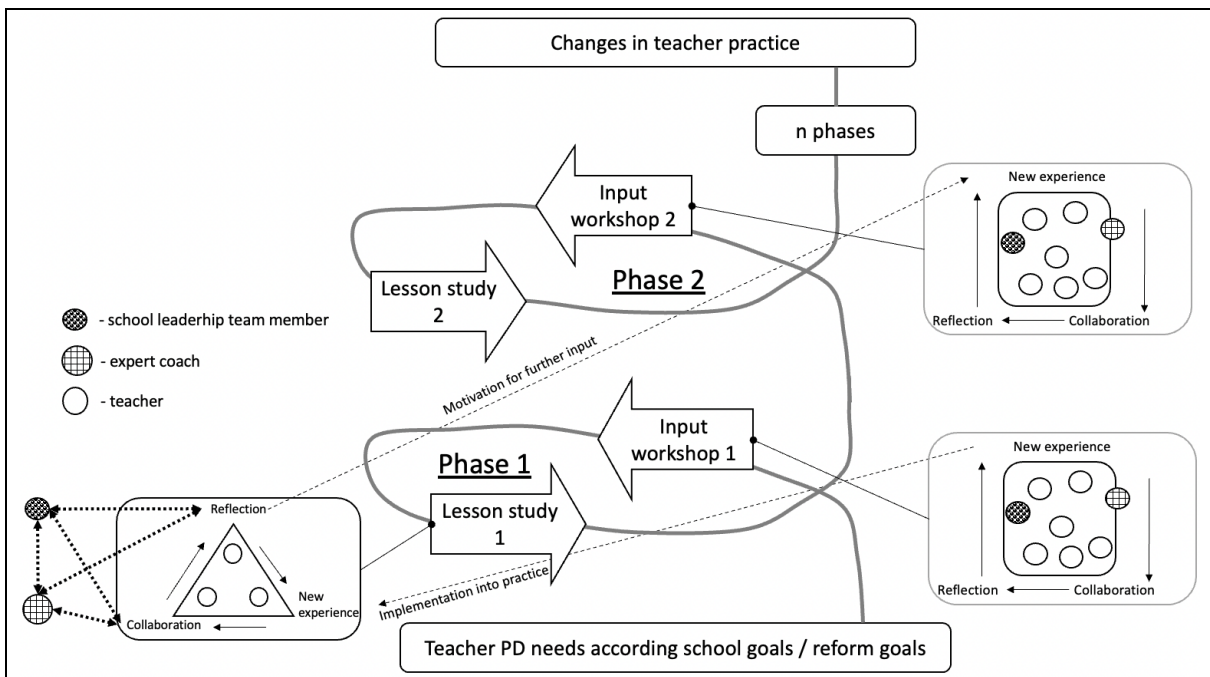 Changes in teacher practice
n phases
Input
workshop 2
New experience
Reflection
Collaboration
Lesson study
2
Phase 2
- school leaderhip team member
- expert coach
- teacher
Motivation for further input
Input
workshop 1
New experience
Reflection
Collaboration
Phase 1
Lesson study
1
Reflection
New
experience
Collaboration
Implementation into practice
Teacher PD needs according school goals / reform goals